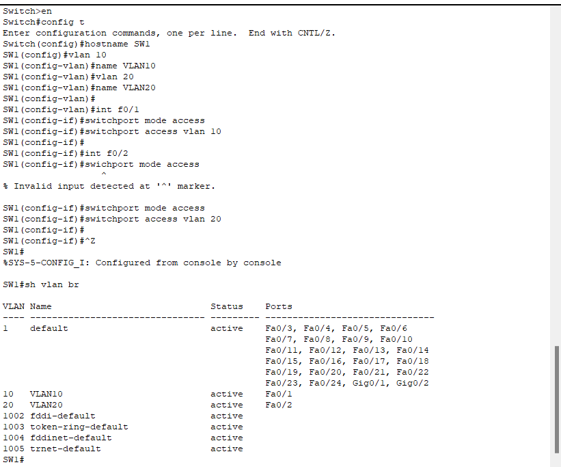 Switch>en
Switch#config t
Enter configuration commands, one per line.  End with CNTL/Z.
Switch(config)#hostname SW1
SW1(config)#vlan 10
SW1(config-vlan)#name VLAN10
SW1(config-vlan)#vlan 20
SW1(config-vlan)#name VLAN20
SW1(config-vlan)#
SW1(config-vlan)#int f0/1
SW1(config-if)#switchport mode access
SW1(config-if)#switchport access vlan 10
SW1(config-if)#
SW1(config-if)#int f0/2
SW1(config-if)#swichport mode access
^
% Invalid input detected at '^' marker.
SW1(config-if)#switchport mode access
SW1(config-if)#switchport access vlan 20
SW1(config-if)#
SW1(config-if)#^Z
SW1#
%SYS-5-CONFIG_I: Configured from console by console
SW1#sh vlan br
VLAN Name                             Status    Ports
---- -------------------------------- --------- -------------------------------
1    default                          active    Fa0/3, Fa0/4, Fa0/5, Fa0/6
                                                Fa0/7, Fa0/8, Fa0/9, Fa0/10
                                                Fa0/11, Fa0/12, Fa0/13, Fa0/14
                                                Fa0/15, Fa0/16, Fa0/17, Fa0/18
                                                Fa0/19, Fa0/20, Fa0/21, Fa0/22
                                                Fa0/23, Fa0/24, Gig0/1, Gig0/2
10   VLAN10                           active    Fa0/1
20   VLAN20                           active    Fa0/2
1002 fddi-default                     active
1003 token-ring-default               active
1004 fddinet-default                  active
1005 trnet-default                    active
SW1#